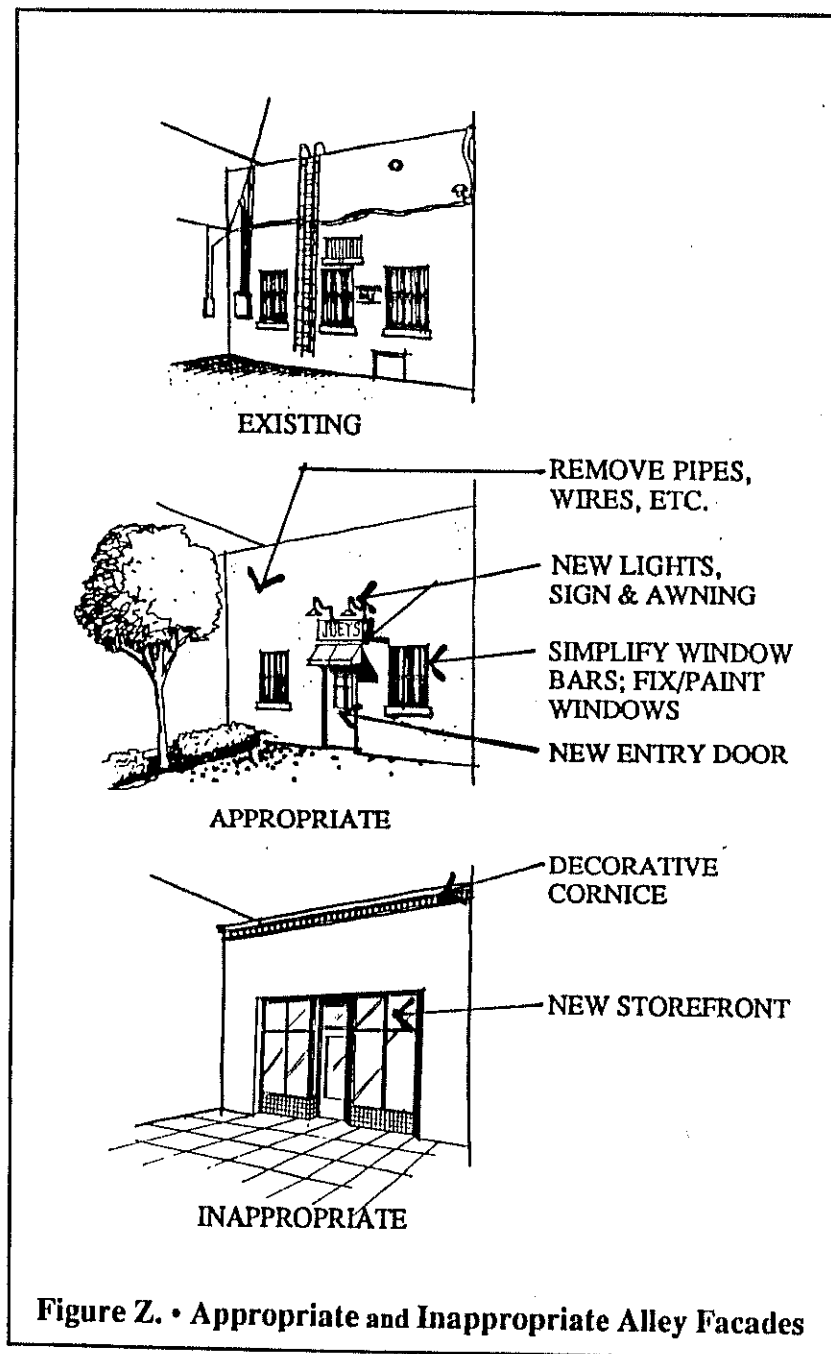 EXISTING
REMOVE PIPES,
WIRES, ETC.
NEW LIGHTS,
SIGN & AWNING
JOEY'S
SIMPLIFY WINDOW
BARS; FIX/PAINT
WINDOWS
NEW ENTRY DOOR
APPROPRIATE
DECORATIVE
CORNICE
NEW STOREFRONT
INAPPROPRIATE
Figure Z. • Appropriate and Inappropriate Alley Facades